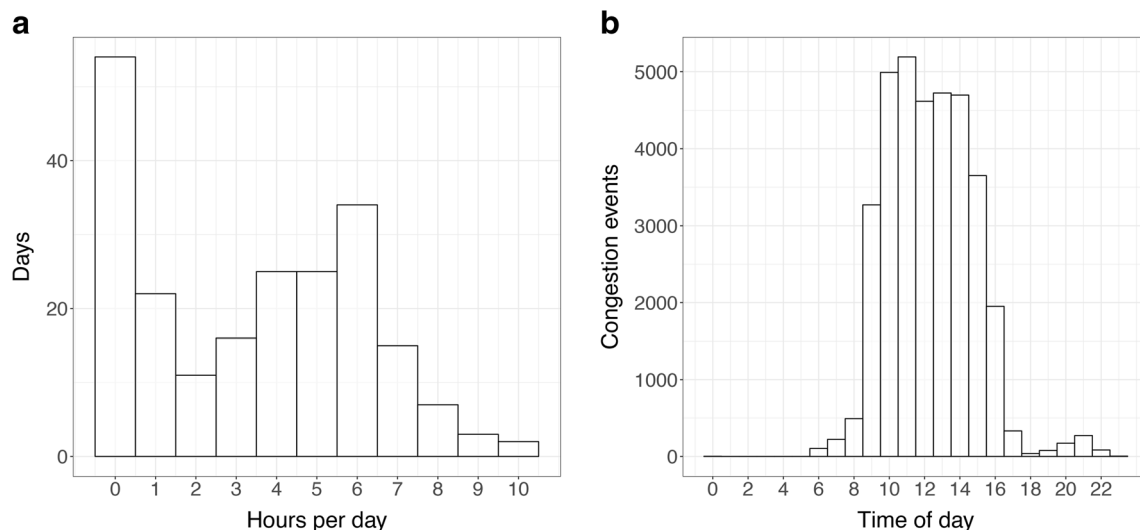 a
40
20
0
Days
0 1 2 3 4 5 6 7 8 9 10
Hours per day
b
5000
4000
3000
2000
1000
0
Congestion events
0 2 4 6 8 10 12 14 16 18 20 22
Time of day